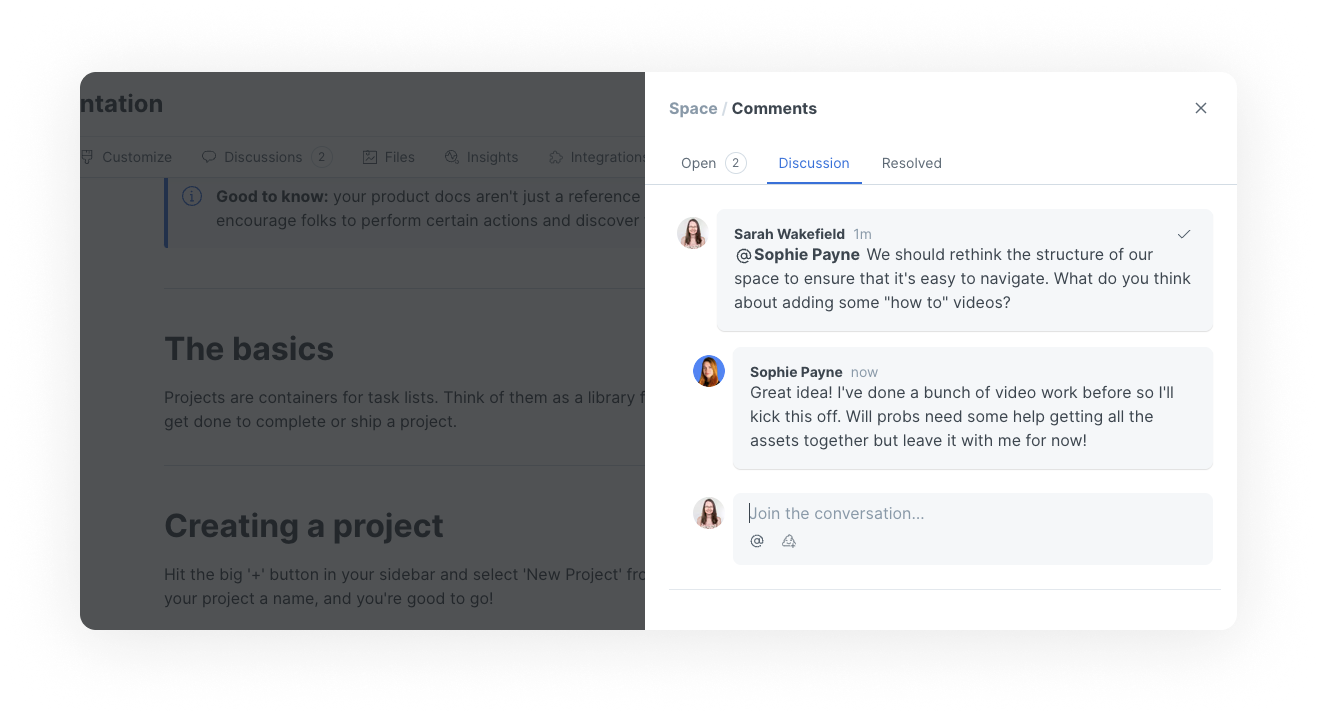 ntation
Customize Discussions 2 Files Insights Integrations
Good to know: your product docs aren't just a reference
encourage folks to perform certain actions and discover
The basics
Projects are containers for task lists. Think of them as a library f
get done to complete or ship a project.
Creating a project
Hit the big '+' button in your sidebar and select 'New Project' fro
your project a name, and you're good to go!
Space / Comments
Open 2 Discussion Resolved
Sarah Wakefield 1m
@Sophie Payne We should rethink the structure of our
space to ensure that it's easy to navigate. What do you think
about adding some "how to" videos?
Sophie Payne now
Great idea! I've done a bunch of video work before so I'll
kick this off. Will probs need some help getting all the
assets together but leave it with me for now!
Join the conversation...
@